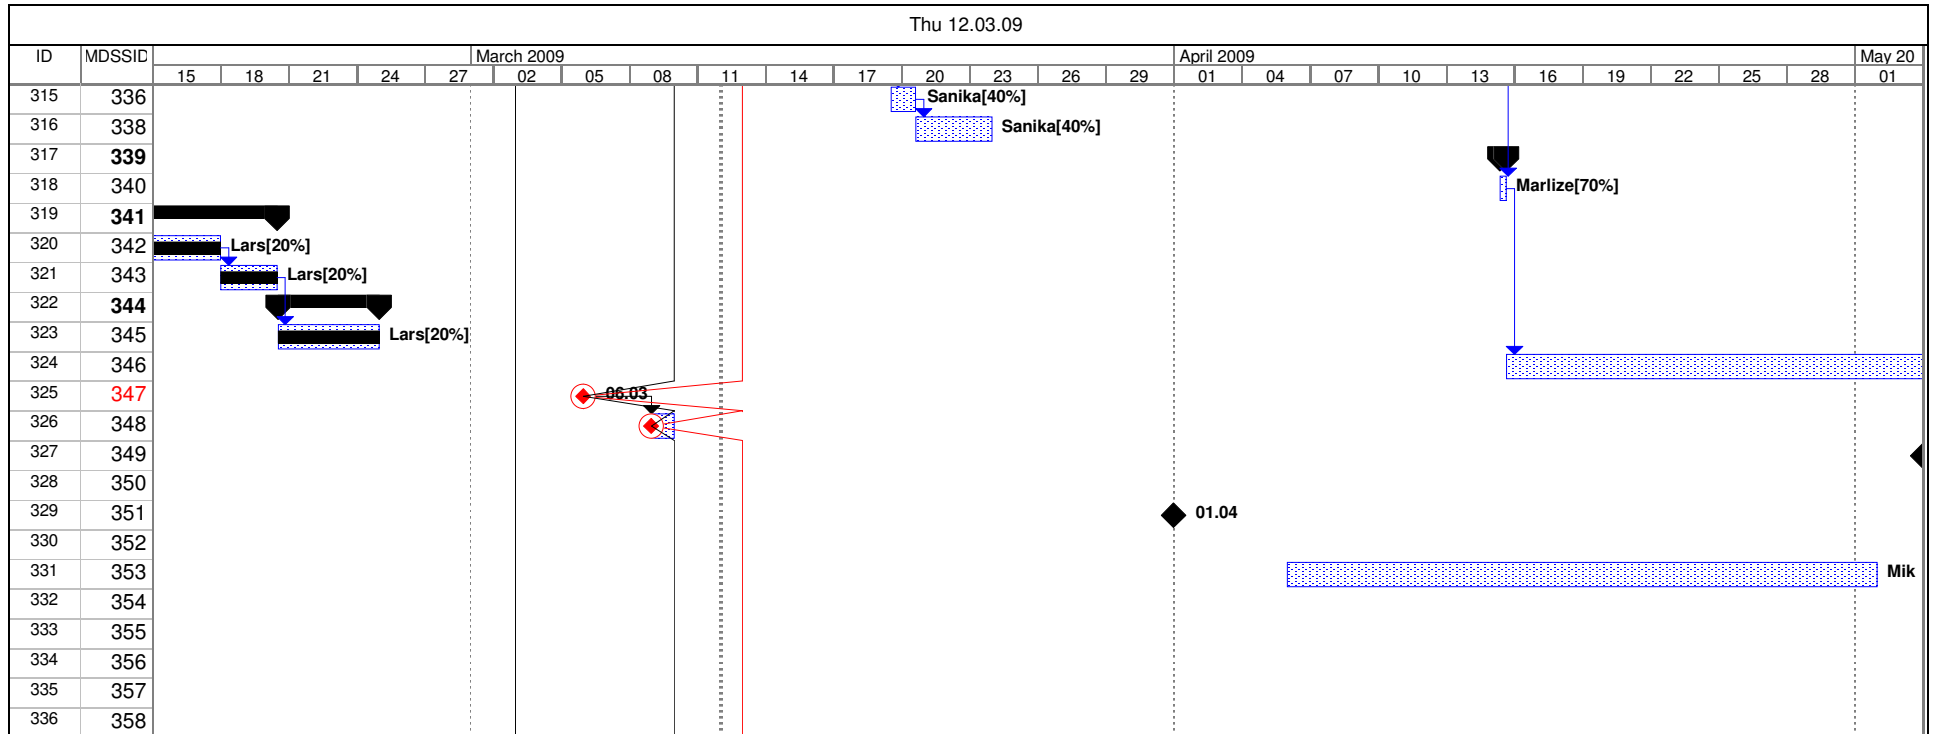 Thu 12.03.09
ID MDSSID March 2009 April 2009 May 20
15 18 21 24 27 02 05 08 11 14 17 20 23 26 29 01 04 07 10 13 16 19 22 25 28 01
315 336 Sanika[40%]
316 338 Sanika[40%]
317 339
318 340 Marlize[70%]
319 341
320 342 Lars[20%]
321 343 Lars[20%]
322 344
323 345 Lars[20%]
324 346
325 347 06.03
326 348
327 349
328 350
329 351 01.04
330 352
331 353 Mik
332 354
333 355
334 356
335 357
336 358